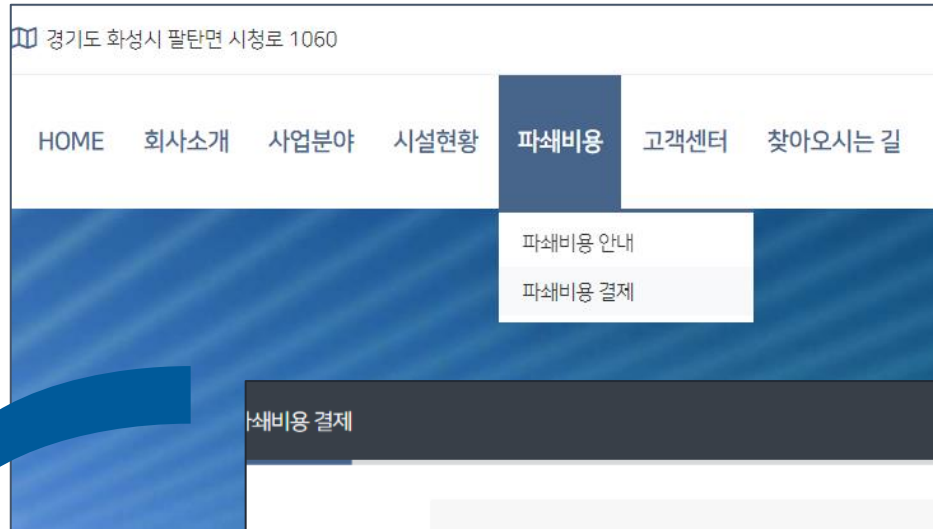 경기도 화성시 팔탄면 시청로 1060
HOME 회사소개 사업분야 시설현황 파쇄비용 고객센터 찾아오시는 길
파쇄비용 안내
파쇄비용 결제
쇄비용 결제